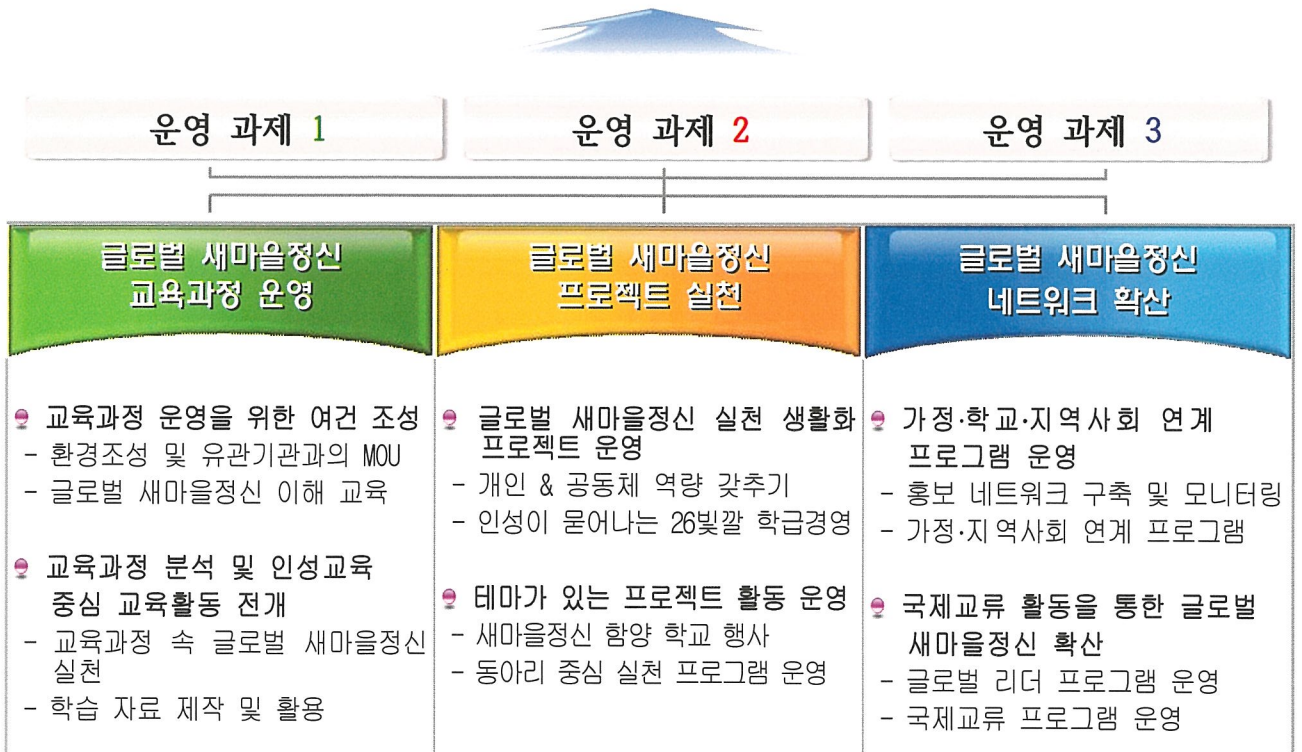 운영 과제 1
운영 과제 2
운영 과제 3
글로벌 새마을정신
교육과정 운영
글로벌 새마을정신
프로젝트 실천
글로벌 새마을정신
네트워크 확산
교육과정 운영을 위한 여건 조성
- 환경조성 및 유관기관과의 MOU
- 글로벌 새마을정신 이해 교육
교육과정 분석 및 인성교육
중심 교육활동 전개
- 교육과정 속 글로벌 새마을정신
실천
- 학습 자료 제작 및 활용
글로벌 새마을정신 실천 생활화
프로젝트 운영
- 개인 & 공동체 역량 갖추기
- 인성이 묻어나는 26빛깔 학급경영
테마가 있는 프로젝트 활동 운영
- 새마을정신 함양 학교 행사
- 동아리 중심 실천 프로그램 운영
가정·학교·지역사회 연계
프로그램 운영
- 홍보 네트워크 구축 및 모니터링
- 가정·지역사회 연계 프로그램
국제교류 활동을 통한 글로벌
새마을정신 확산
- 글로벌 리더 프로그램 운영
- 국제교류 프로그램 운영